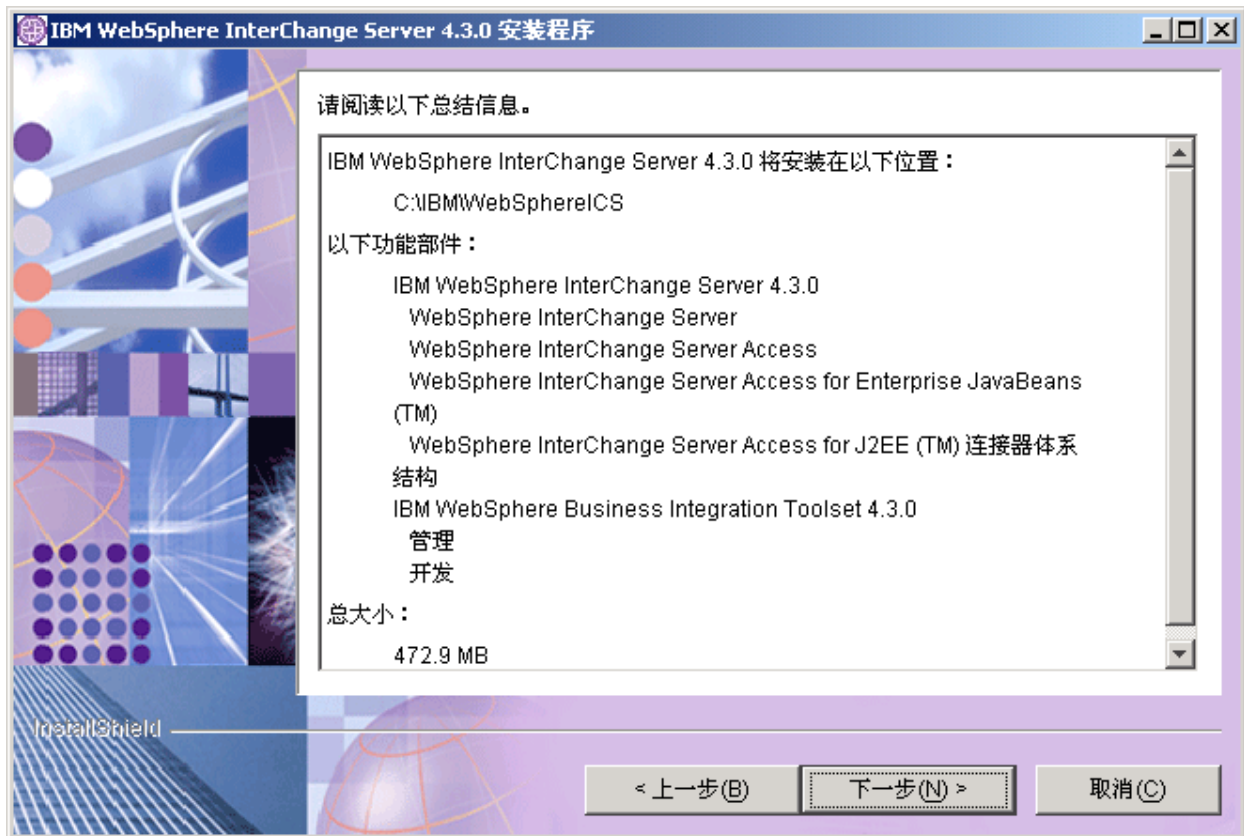 IBM WebSphere InterChange Server 4.3.0 安装程序
请阅读以下总结信息。
IBM WebSphere InterChange Server 4.3.0 将安装在以下位置：
C:\IBM\WebSphereICS
以下功能部件：
IBM WebSphere InterChange Server 4.3.0
WebSphere InterChange Server
WebSphere InterChange Server Access
WebSphere InterChange Server Access for Enterprise JavaBeans
(TM)
WebSphere InterChange Server Access for J2EE (TM) 连接器体系
结构
IBM WebSphere Business Integration Toolset 4.3.0
管理
开发
总大小：
472.9 MB
InstallShield
< 上一步(B)
下一步(N) >
取消(C)